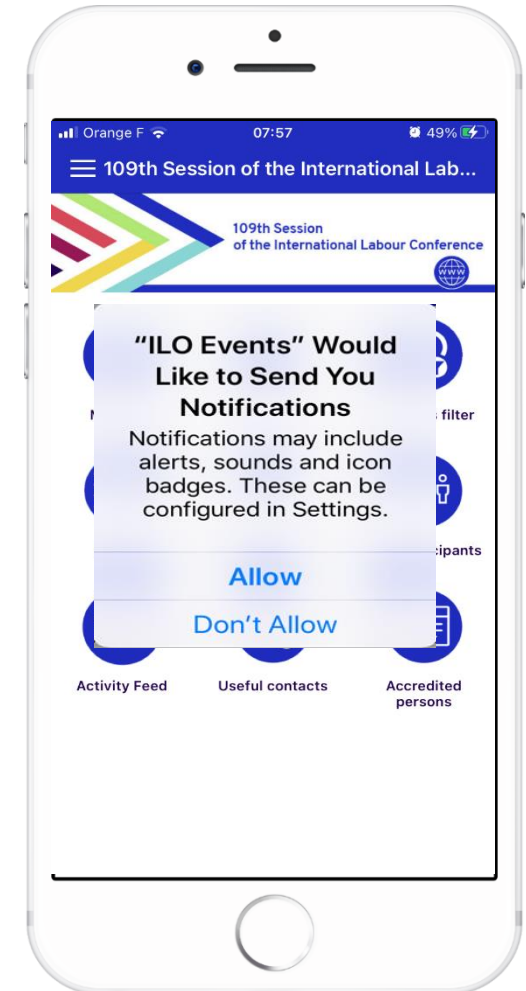 Orange F 07:57 49%
109th Session of the International Lab...
109th Session
of the International Labour Conference
www
"ILO Events" Would
Like to Send You
Notifications
Notifications may include
alerts, sounds and icon
badges. These can be
configured in Settings.
Allow
Don't Allow
filter
Activity Feed Useful contacts Accredited
persons